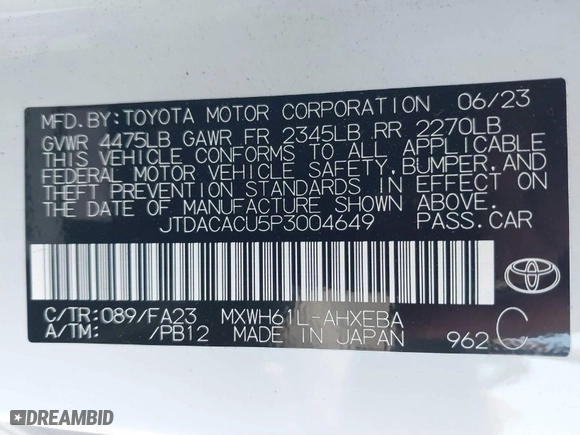 MFD.BY:TOYOTA MOTOR CORPORATION 06/23
GVWR 4475LB GAWR FR 2345LB RR 2270LB
THIS VEHICLE CONFORMS TO ALL APPLICABLE
FEDERAL MOTOR VEHICLE SAFETY,BUMPER,AND
THEFT PREVENTION STANDARDS IN EFFECT ON
THE DATE OF MANUFACTURE SHOWN ABOVE.
JTDACACU5P3004649 PASS.CAR
C/TR:089/FA23 MXWH61L-AHXEBA
A/TM: /PB12 MADE IN JAPAN 962 C
DREAMBID